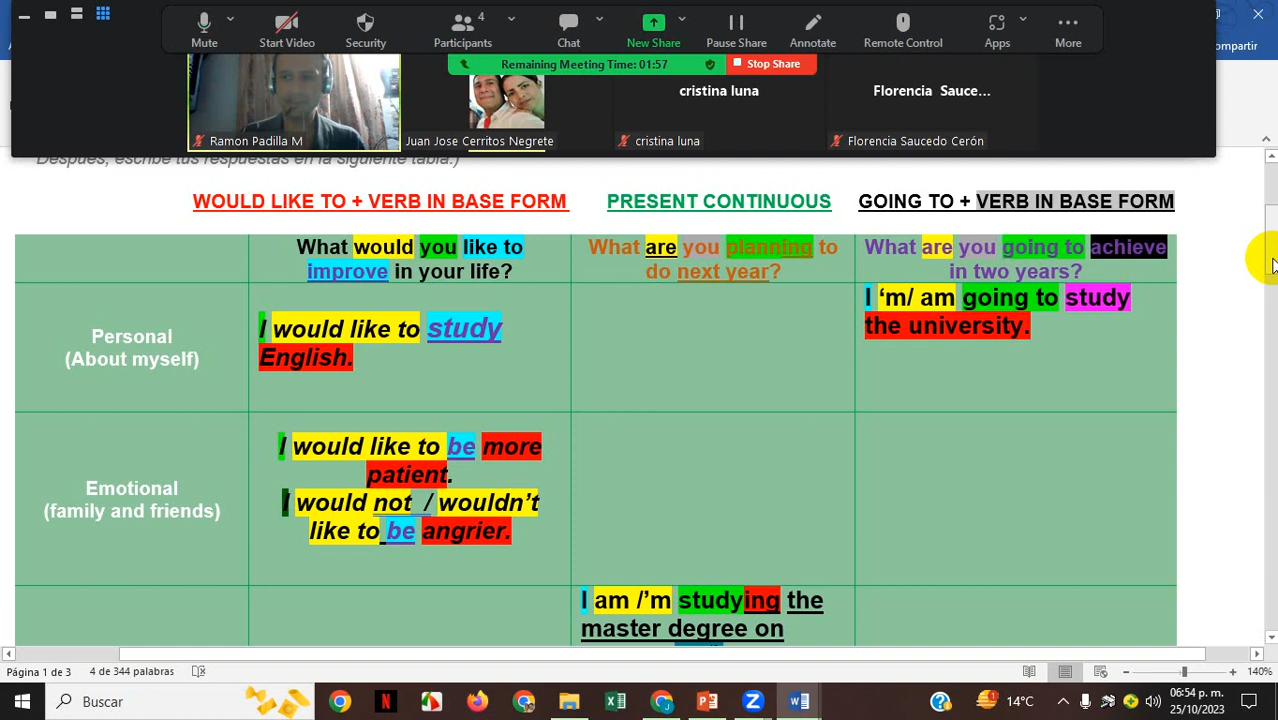 4
Mute
Start Video
Security
Participants
Chat
New Share
Pause Share
Annotate
Remote Control
Apps
More
Remaining Meeting Time: 01:57
Stop Share
Ramon Padilla M
Juan Jose Cerritos Negrete
cristina luna
cristina luna
Florencia Sauce...
Florencia Saucedo Cerón
ompartir
Después, escribe tus respuestas en la siguiente tabla.)
WOULD LIKE TO + VERB IN BASE FORM
PRESENT CONTINUOUS
GOING TO + VERB IN BASE FORM
What would you like to
improve in your life?
What are you planning to
do next year?
What are you going to achieve
in two years?
Personal
(About myself)
I would like to study
English.
I 'm/ am going to study
the university.
Emotional
(family and friends)
I would like to be more
patient.
I would not / wouldn't
like to be angrier.
I am /'m studying the
master degree on
Página 1 de 3
4 de 344 palabras
140%
Buscar
14°C
06:54 p. m.
25/10/2023